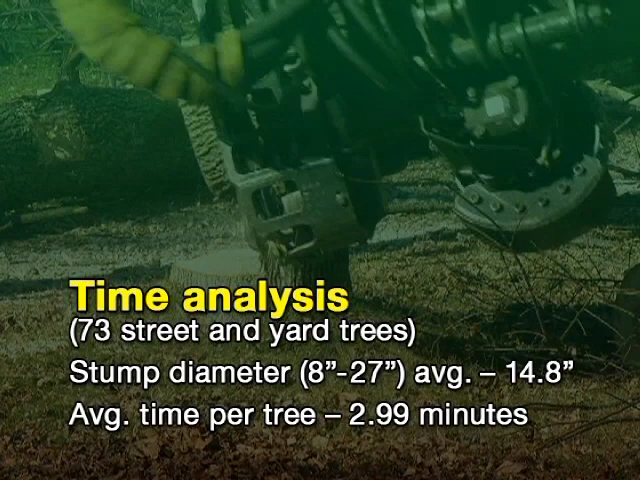 Time analysis
(73 street and yard trees)
Stump diameter (8”-27”) avg. – 14.8”
Avg. time per tree – 2.99 minutes